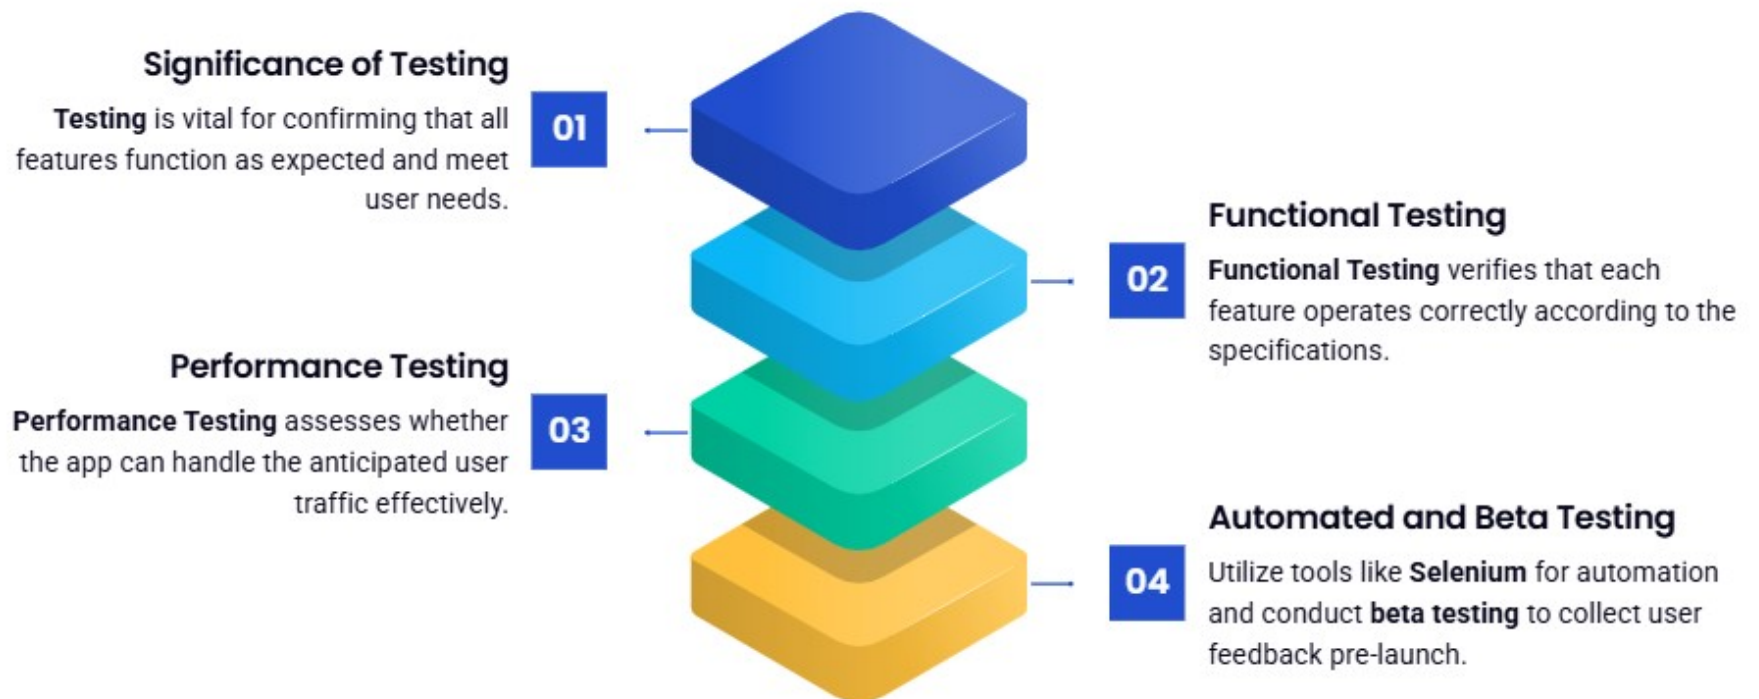 Significance of Testing
Testing is vital for confirming that all
features function as expected and meet
user needs.
01
Functional Testing
02
Functional Testing verifies that each
feature operates correctly according to the
specifications.
Performance Testing
Performance Testing assesses whether
the app can handle the anticipated user
traffic effectively.
03
Automated and Beta Testing
04
Utilize tools like Selenium for automation
and conduct beta testing to collect user
feedback pre-launch.